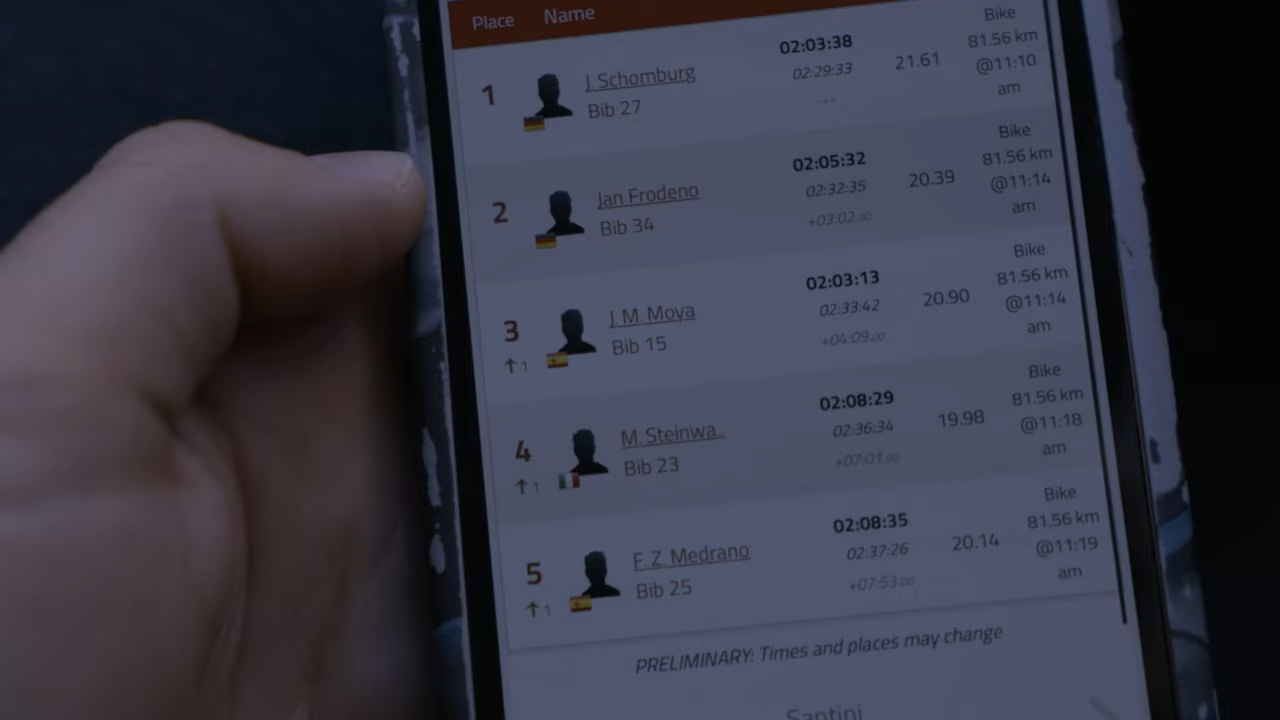 Place Name
1 J. Schomburg 02:03:38 21.61 Bike
Bib 27 02:29:33 81.56 km
--- @11:10
am
2 Jan Frodeno 02:05:32 20.39 Bike
Bib 34 02:32:35 81.56 km
+03:02.00 @11:14
am
3 J. M. Moya 02:03:13 20.90 Bike
↑1 Bib 15 02:33:42 81.56 km
+04:09.00 @11:14
am
4 M. Steinwa.. 02:08:29 19.98 Bike
↑1 Bib 23 02:36:34 81.56 km
+07:01.00 @11:18
am
5 F. Z. Medrano 02:08:35 20.14 Bike
↑1 Bib 25 02:37:26 81.56 km
+07:53.00 @11:19
am
PRELIMINARY: Times and places may change.
Santini